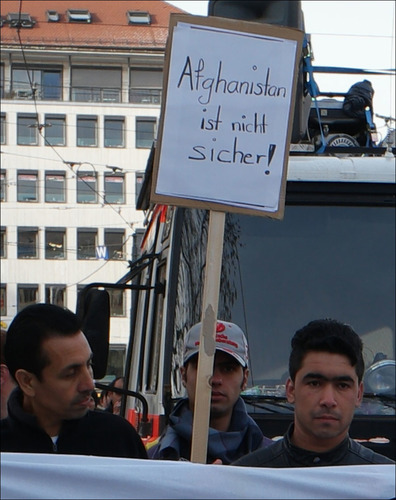 Afghanistan
ist nicht
sicher!
W